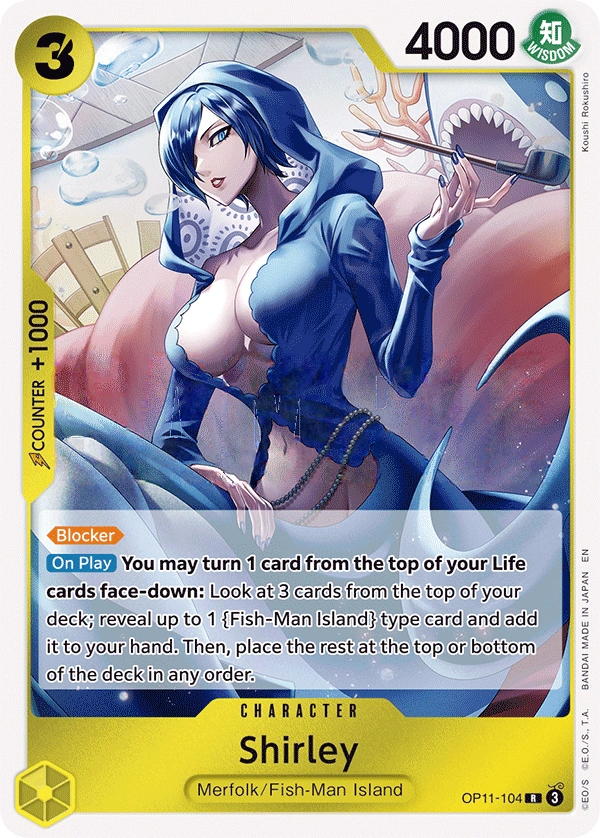 3
4000
知
WISDOM
Koushi Rokushiro
COUNTER +1000
Blocker
On Play You may turn 1 card from the top of your Life
cards face-down: Look at 3 cards from the top of your
deck; reveal up to 1 {Fish-Man Island} type card and add
it to your hand. Then, place the rest at the top or bottom
of the deck in any order.
CHARACTER
Shirley
Merfolk/Fish-Man Island
OP11-104 R 3
©EO/S ©E.O./S., T.A. BANDAI MADE IN JAPAN EN